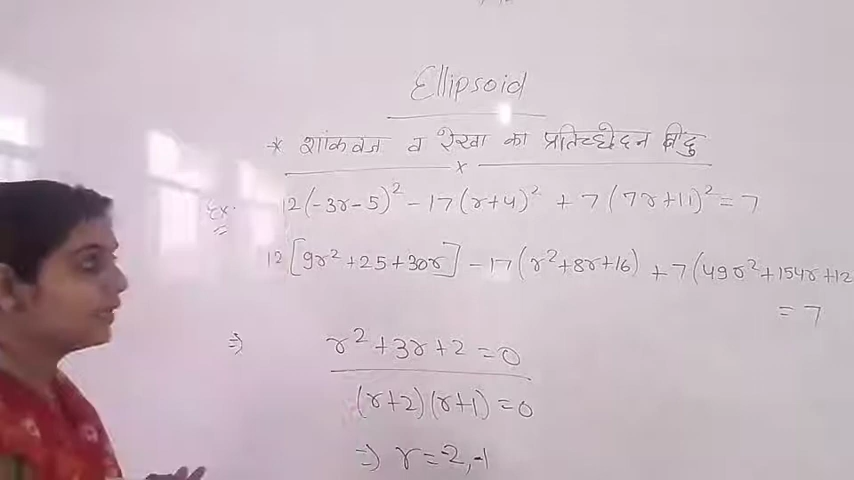 Ellipsoid
* शांकवज व रेखा का प्रतिच्छेदन बिंदु
x
Ex. 12(-3r-5)² - 17(r+4)² + 7(7r+11)² = 7
12[9r²+25+30r] - 17(r²+8r+16) + 7(49r²+154r+12
= 7
⇒ r²+3r+2 = 0
(r+2)(r+1) = 0
⇒ r = -2, -1